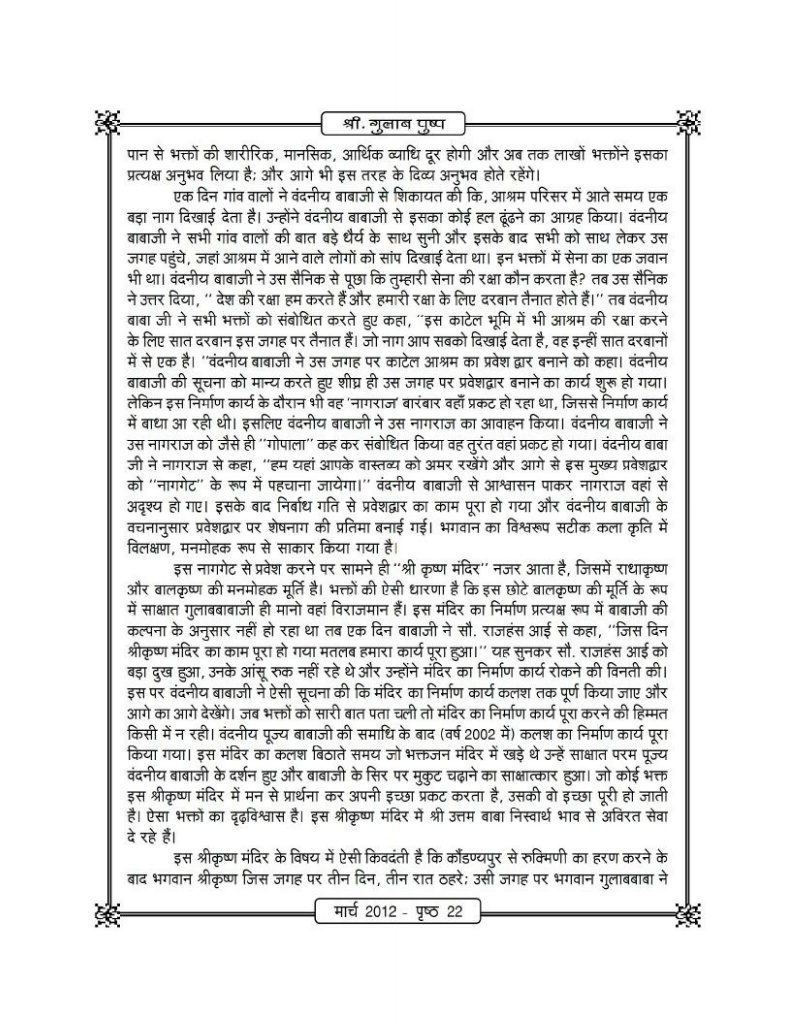 श्री. गुलाब पुष्प
पान से भक्तों की शारीरिक, मानसिक, आर्थिक व्याधि दूर होगी और अब तक लाखों भक्तोंने इसका
प्रत्यक्ष अनुभव लिया है; और आगे भी इस तरह के दिव्य अनुभव होते रहेंगे।
एक दिन गांव वालों ने वंदनीय बाबाजी से शिकायत की कि, आश्रम परिसर में आते समय एक
बड़ा नाग दिखाई देता है। उन्होंने वंदनीय बाबाजी से इसका कोई हल ढूंढने का आग्रह किया। वंदनीय
बाबाजी ने सभी गांव वालों की बात बड़े धैर्य के साथ सुनी और इसके बाद सभी को साथ लेकर उस
जगह पहुंचे, जहां आश्रम में आने वाले लोगों को सांप दिखाई देता था। इन भक्तों में सेना का एक जवान
भी था। वंदनीय बाबाजी ने उस सैनिक से पूछा कि तुम्हारी सेना की रक्षा कौन करता है? तब उस सैनिक
ने उत्तर दिया, '' देश की रक्षा हम करते हैं और हमारी रक्षा के लिए दरबान तैनात होते हैं।'' तब वंदनीय
बाबा जी ने सभी भक्तों को संबोधित करते हुए कहा, ¨इस काटेल भूमि में भी आश्रम की रक्षा करने
के लिए सात दरबान इस जगह पर तैनात हैं। जो नाग आप सबको दिखाई देता है, वह इन्हीं सात दरबानों
में से एक है। ''वंदनीय बाबाजी ने उस जगह पर काटेल आश्रम का प्रवेश द्वार बनाने को कहा। वंदनीय
बाबाजी की सूचना को मान्य करते हुए शीघ्र ही उस जगह पर प्रवेशद्वार बनाने का कार्य शुरू हो गया।
लेकिन इस निर्माण कार्य के दौरान भी वह 'नागराज' बारंबार वहाँ प्रकट हो रहा था, जिससे निर्माण कार्य
में बाधा आ रही थी। इसलिए वंदनीय बाबाजी ने उस नागराज का आवाहन किया। वंदनीय बाबाजी ने
उस नागराज को जैसे ही ''गोपाला'' कह कर संबोधित किया वह तुरंत वहां प्रकट हो गया। वंदनीय बाबा
जी ने नागराज से कहा, ''हम यहां आपके वास्तव्य को अमर रखेंगे और आगे से इस मुख्य प्रवेशद्वार
को ''नागगेट'' के रूप में पहचाना जायेगा।'' वंदनीय बाबाजी से आश्वासन पाकर नागराज वहां से
अदृश्य हो गए। इसके बाद निर्बाध गति से प्रवेशद्वार का काम पूरा हो गया और वंदनीय बाबाजी के
वचनानुसार प्रवेशद्वार पर शेषनाग की प्रतिमा बनाई गई। भगवान का विश्वरूप सटीक कला कृति में
विलक्षण, मनमोहक रूप से साकार किया गया है।
इस नागगेट से प्रवेश करने पर सामने ही ''श्री कृष्ण मंदिर'' नजर आता है, जिसमें राधाकृष्ण
और बालकृष्ण की मनमोहक मूर्ति है। भक्तों की ऐसी धारणा है कि इस छोटे बालकृष्ण की मूर्ति के रूप
में साक्षात गुलाबबाबाजी ही मानो वहां विराजमान हैं। इस मंदिर का निर्माण प्रत्यक्ष रूप में बाबाजी की
कल्पना के अनुसार नहीं हो रहा था तब एक दिन बाबाजी ने सौ. राजहंस आई से कहा, ''जिस दिन
श्रीकृष्ण मंदिर का काम पूरा हो गया मतलब हमारा कार्य पूरा हुआ।'' यह सुनकर सौ. राजहंस आई को
बड़ा दुख हुआ, उनके आंसू रुक नहीं रहे थे और उन्होंने मंदिर का निर्माण कार्य रोकने की विनती की।
इस पर वंदनीय बाबाजी ने ऐसी सूचना की कि मंदिर का निर्माण कार्य कलश तक पूर्ण किया जाए और
आगे का आगे देखेंगे। जब भक्तों को सारी बात पता चली तो मंदिर का निर्माण कार्य पूरा करने की हिम्मत
किसी में न रही। वंदनीय पूज्य बाबाजी की समाधि के बाद (वर्ष 2002 में) कलश का निर्माण कार्य पूरा
किया गया। इस मंदिर का कलश बिठाते समय जो भक्तजन मंदिर में खड़े थे उन्हें साक्षात परम पूज्य
वंदनीय बाबाजी के दर्शन हुए और बाबाजी के सिर पर मुकुट चढ़ाने का साक्षात्कार हुआ। जो कोई भक्त
इस श्रीकृष्ण मंदिर में मन से प्रार्थना कर अपनी इच्छा प्रकट करता है, उसकी वो इच्छा पूरी हो जाती
है। ऐसा भक्तों का दृढ़विश्वास है। इस श्रीकृष्ण मंदिर में श्री उत्तम बाबा निस्वार्थ भाव से अविरत सेवा
दे रहे हैं।
इस श्रीकृष्ण मंदिर के विषय में ऐसी किवदंती है कि कौंडण्यपुर से रुक्मिणी का हरण करने के
बाद भगवान श्रीकृष्ण जिस जगह पर तीन दिन, तीन रात ठहरे; उसी जगह पर भगवान गुलाबबाबा ने
मार्च 2012 - पृष्ठ 22